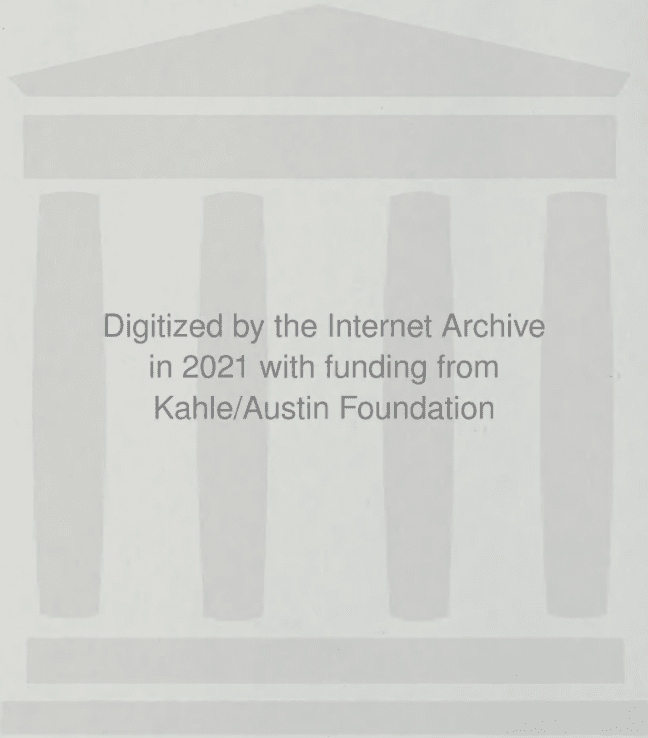 Digitized by the Internet Archive
in 2021 with funding from
Kahle/Austin Foundation